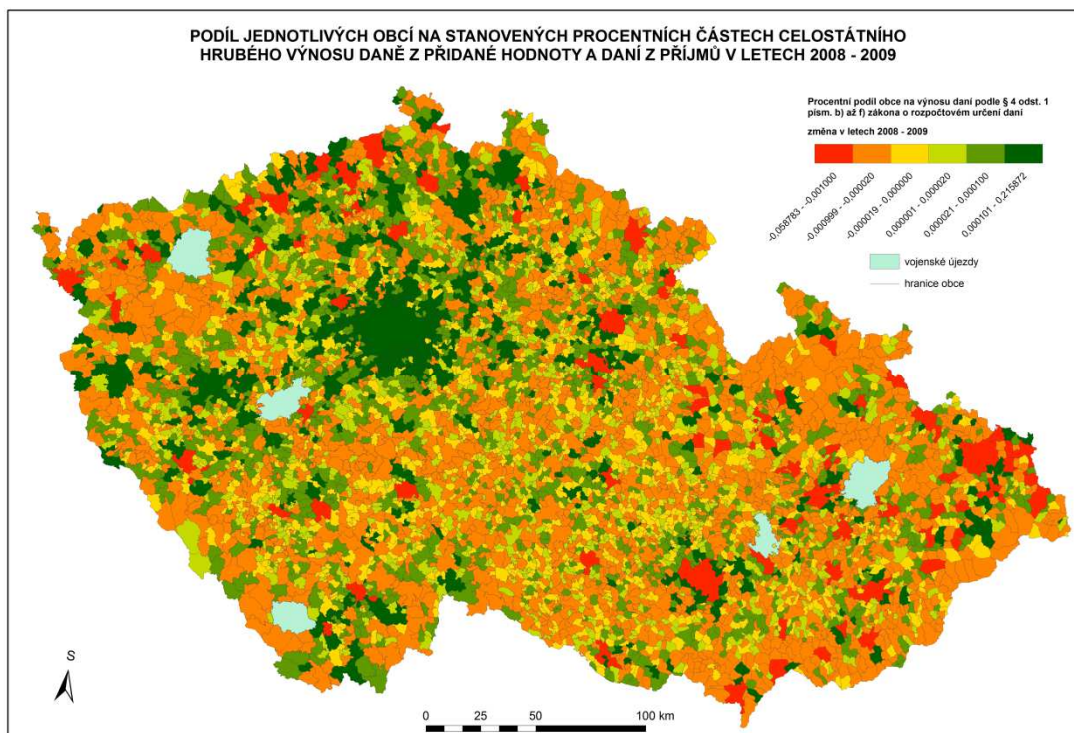 PODÍL JEDNOTLIVÝCH OBCÍ NA STANOVENÝCH PROCENTNÍCH ČÁSTECH CELOSTÁTNÍHO
HRUBÉHO VÝNOSU DANĚ Z PŘIDANÉ HODNOTY A DANÍ Z PŘÍJMŮ V LETECH 2008 - 2009
Procentní podíl obce na výnosu daní podle § 4 odst. 1
písm. b) až f) zákona o rozpočtovém určení daní
změna v letech 2008 - 2009
-0,058783 - -0,001000
-0,000999 - -0,000020
-0,000019 - 0,000000
0,000001 - 0,000020
0,000021 - 0,000100
0,000101 - 0,215872
vojenské újezdy
hranice obce
S
0 25 50 100 km